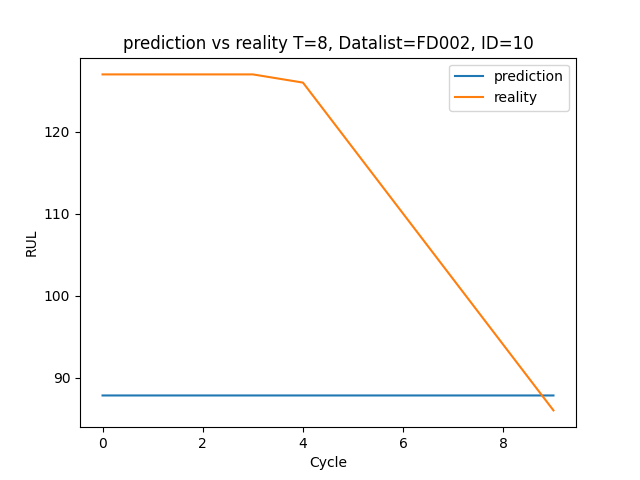 prediction vs reality T=8, Datalist=FD002, ID=10
prediction
reality
RUL
120
110
100
90
0 2 4 6 8
Cycle